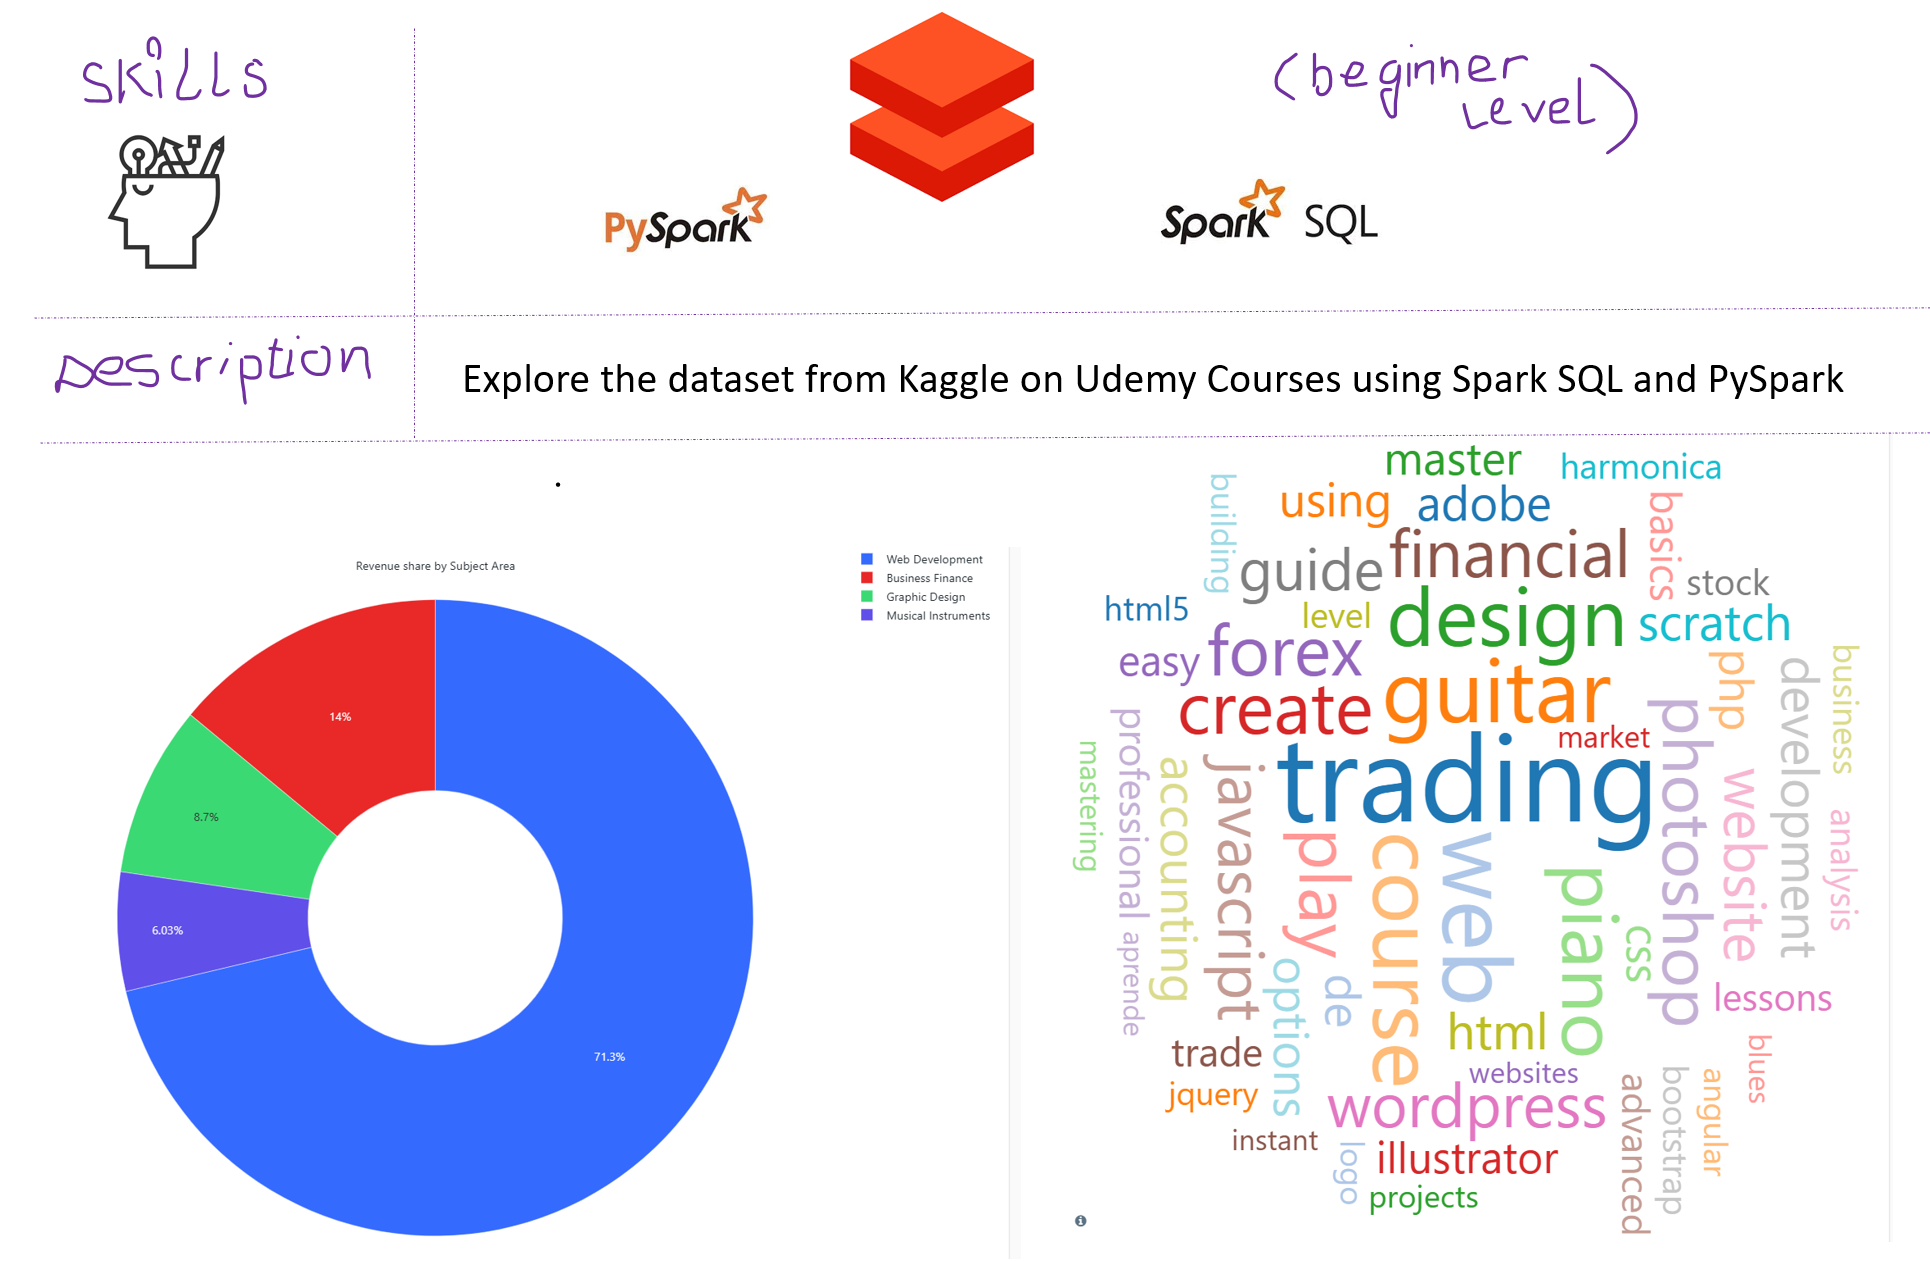 skills
(beginner
level)
PySpark
Spark SQL
Description
Explore the dataset from Kaggle on Udemy Courses using Spark SQL and PySpark
Revenue share by Subject Area
Web Development
Business Finance
Graphic Design
Musical Instruments
14%
8.7%
6.03%
71.3%
master
harmonica
building
using
adobe
basics
guide
financial
stock
html5
level
design
scratch
easy
forex
php
development
business
create
guitar
professional
market
photoshop
mastering
accounting
javascript
trading
website
analysis
play
course
web
piano
css
aprende
options
de
lessons
html
trade
websites
blues
jquery
wordpress
advanced
bootstrap
angular
instant
logo
illustrator
projects